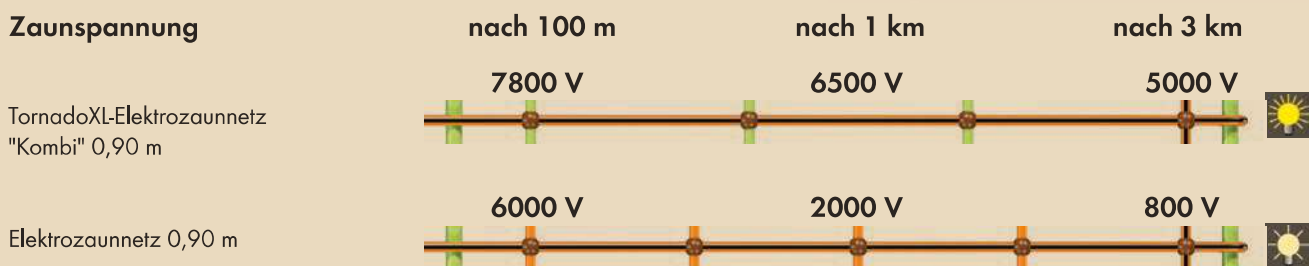 Zaunspannung nach 100 m nach 1 km nach 3 km
7800 V 6500 V 5000 V
TornadoXL-Elektrozaunnetz
"Kombi" 0,90 m
6000 V 2000 V 800 V
Elektrozaunnetz 0,90 m